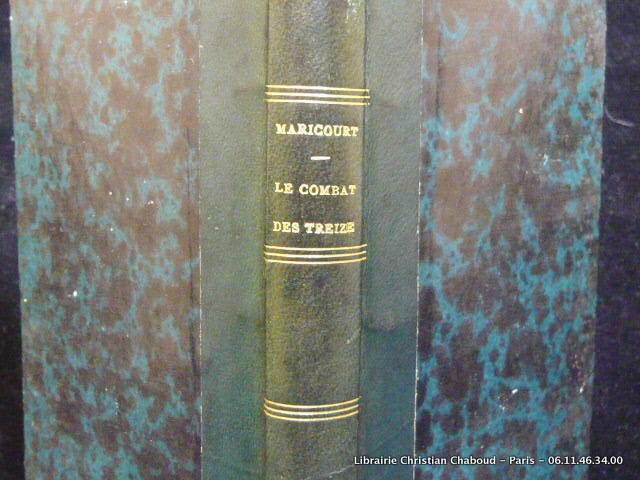 MARICOURT
—
LE COMBAT
DES TREIZE
Librairie Christian Chaboud - Paris - 06.11.46.34.00